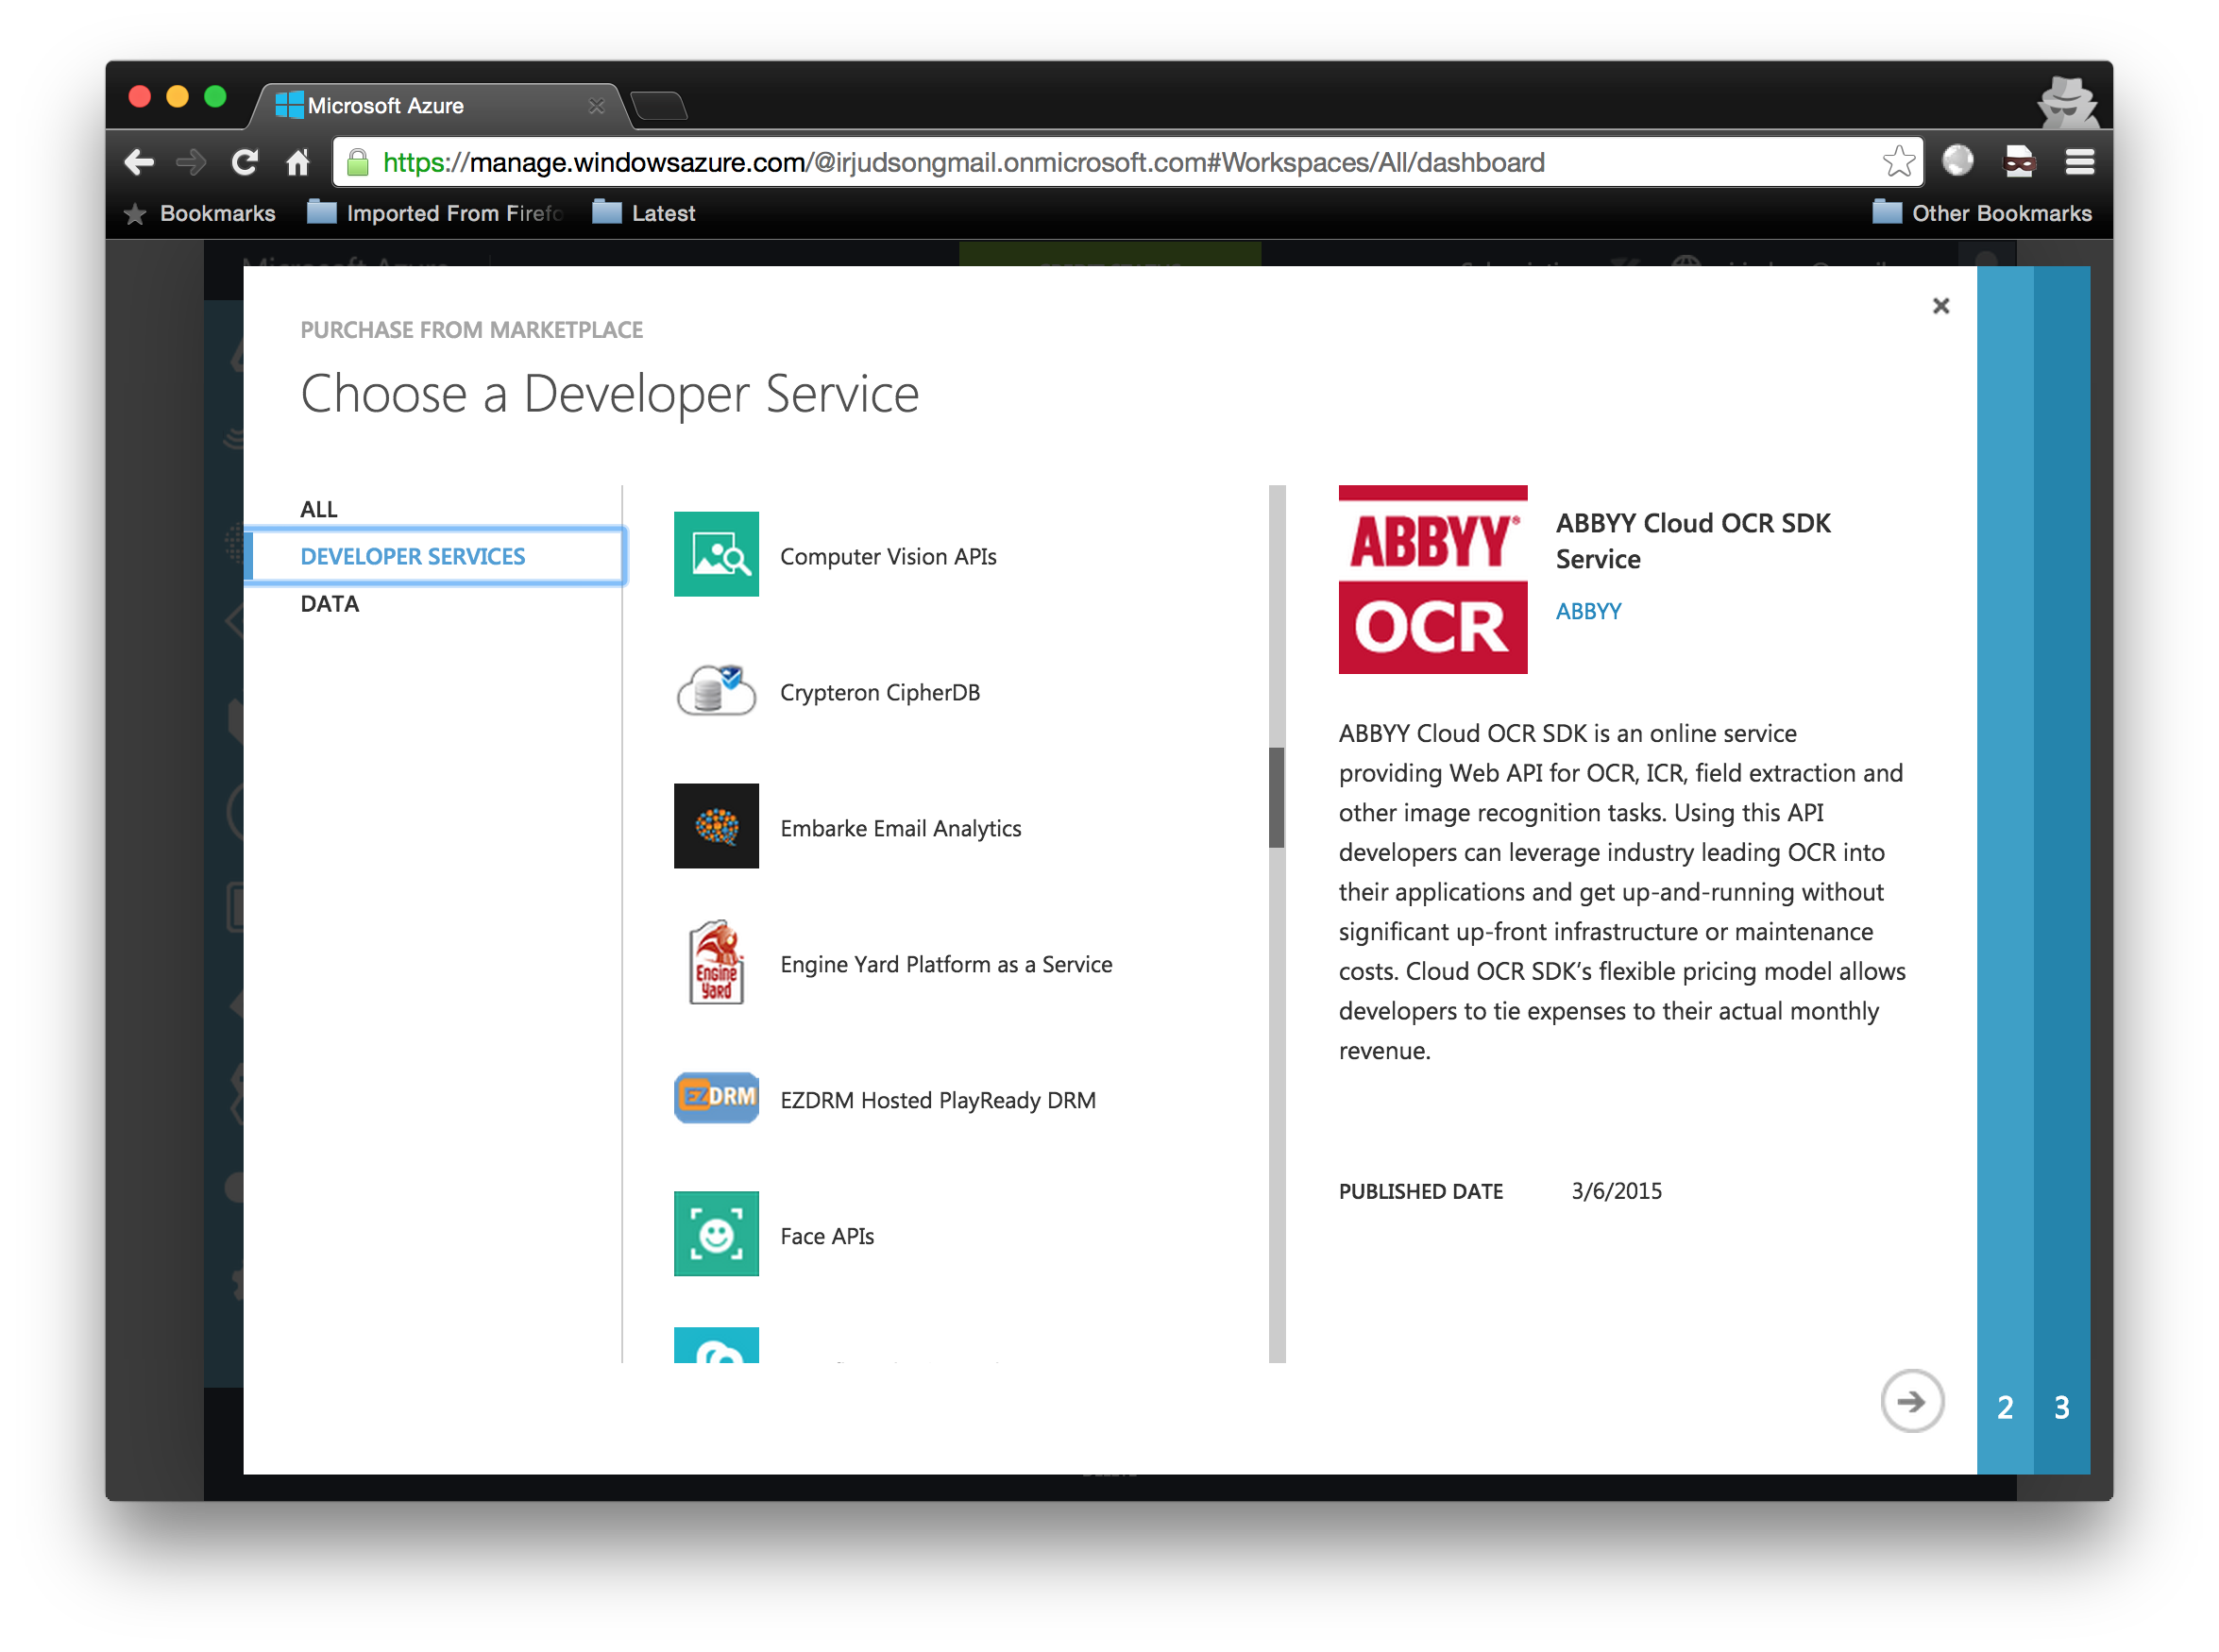 Microsoft Azure
https://manage.windowsazure.com/@irjudsongmail.onmicrosoft.com#Workspaces/All/dashboard
Bookmarks
Imported From Firefo
Latest
Other Bookmarks
PURCHASE FROM MARKETPLACE
Choose a Developer Service
ALL
DEVELOPER SERVICES
DATA
Computer Vision APIs
Crypteron CipherDB
Embarke Email Analytics
Engine
Yard
Engine Yard Platform as a Service
EZDRM
EZDRM Hosted PlayReady DRM
Face APIs
ABBYY®
OCR
ABBYY Cloud OCR SDK
Service
ABBYY
ABBYY Cloud OCR SDK is an online service
providing Web API for OCR, ICR, field extraction and
other image recognition tasks. Using this API
developers can leverage industry leading OCR into
their applications and get up-and-running without
significant up-front infrastructure or maintenance
costs. Cloud OCR SDK’s flexible pricing model allows
developers to tie expenses to their actual monthly
revenue.
PUBLISHED DATE 3/6/2015
2 3